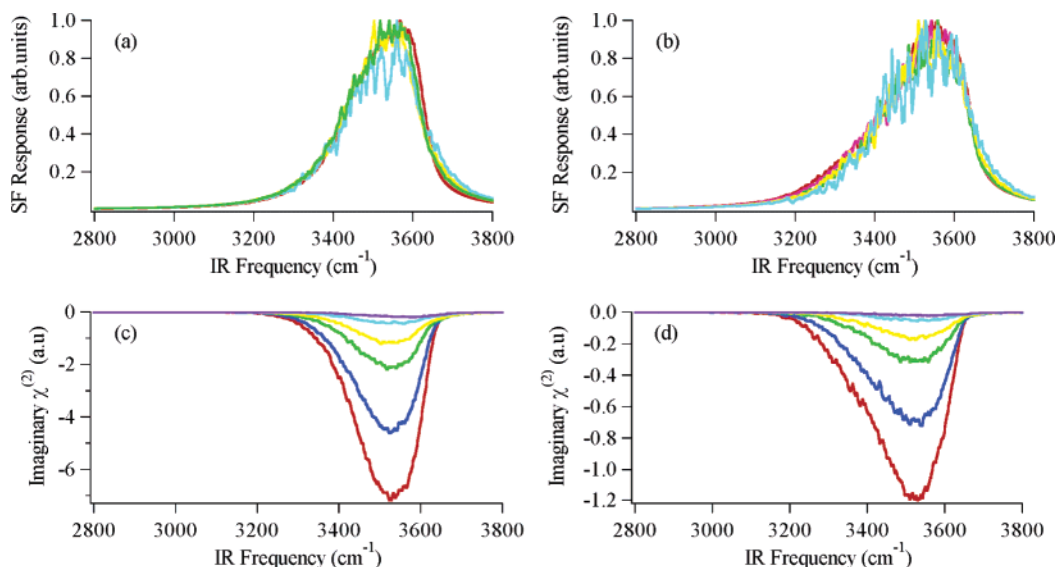 (a)
SF Response (arb.units)
1.0
0.8
0.6
0.4
0.2
2800 3000 3200 3400 3600 3800
IR Frequency (cm⁻¹)
(b)
SF Response (arb.units)
1.0
0.8
0.6
0.4
0.2
2800 3000 3200 3400 3600 3800
IR Frequency (cm⁻¹)
(c)
Imaginary χ⁽²⁾ (a.u)
0
-2
-4
-6
2800 3000 3200 3400 3600 3800
IR Frequency (cm⁻¹)
(d)
Imaginary χ⁽²⁾ (a.u)
-0.0
-0.2
-0.4
-0.6
-0.8
-1.0
-1.2
2800 3000 3200 3400 3600 3800
IR Frequency (cm⁻¹)